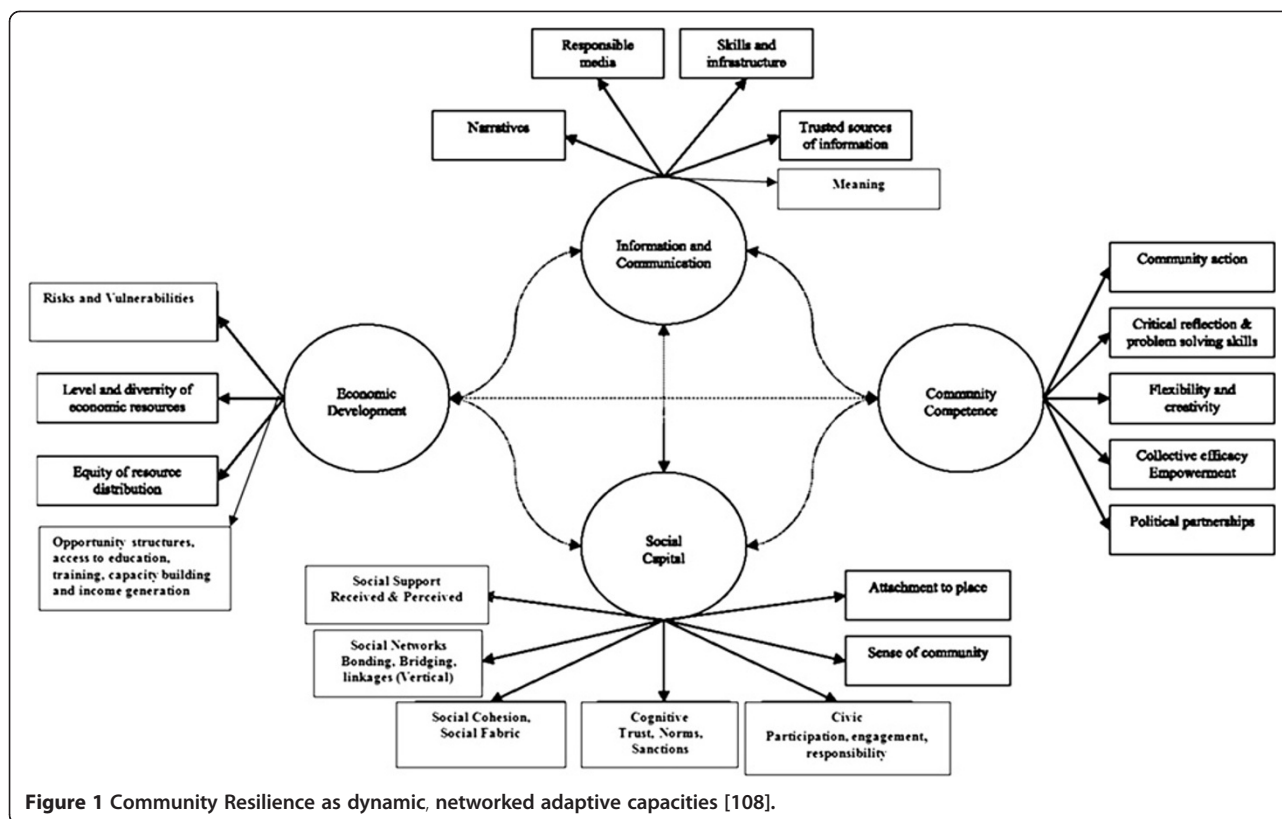 Responsible
media
Skills and
infrastructure
Narratives
Trusted sources
of information
Meaning
Information and
Communication
Community action
Critical reflection &
problem solving skills
Flexibility and
creativity
Collective efficacy
Empowerment
Political partnerships
Community
Competence
Risks and Vulnerabilities
Level and diversity of
economic resources
Equity of resource
distribution
Opportunity structures,
access to education,
training, capacity building
and income generation
Economic
Development
Social
Capital
Social Support
Received & Perceived
Social Networks
Bonding, Bridging,
linkages (Vertical)
Social Cohesion,
Social Fabric
Cognitive
Trust, Norms,
Sanctions
Civic
Participation, engagement,
responsibility
Attachment to place
Sense of community
Figure 1 Community Resilience as dynamic, networked adaptive capacities [108].